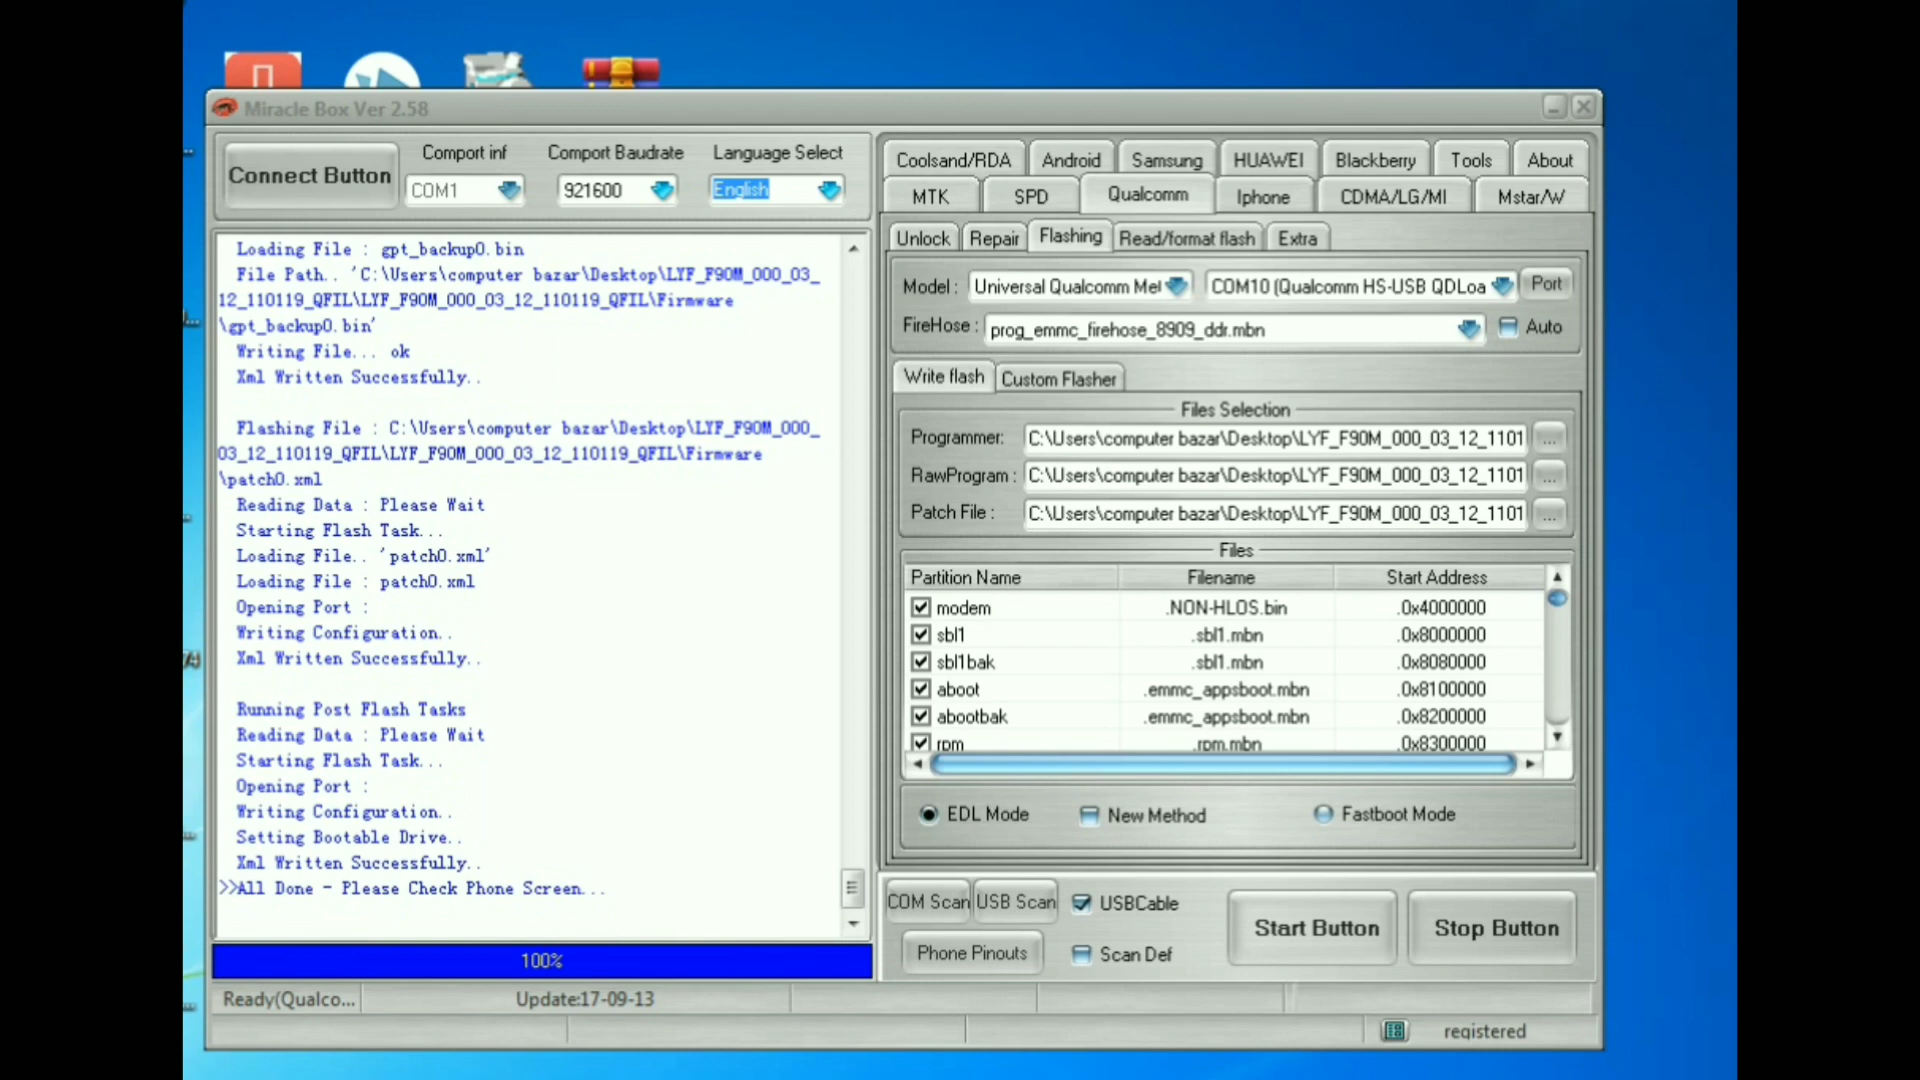 Miracle Box Ver 2.58
Connect Button
Comport inf
COM1
Comport Baudrate
921600
Language Select
English
Loading File : gpt_backup0.bin
File Path.. 'C:\Users\computer bazar\Desktop\LYF_F90M_000_03_
12_110119_QFIL\LYF_F90M_000_03_12_110119_QFIL\Firmware
\gpt_backup0.bin'
Writing File... ok
Xml Written Successfully..
Flashing File : C:\Users\computer bazar\Desktop\LYF_F90M_000_
03_12_110119_QFIL\LYF_F90M_000_03_12_110119_QFIL\Firmware
\patch0.xml
Reading Data : Please Wait
Starting Flash Task...
Loading File.. 'patch0.xml'
Loading File : patch0.xml
Opening Port :
Writing Configuration..
Xml Written Successfully..
Running Post Flash Tasks
Reading Data : Please Wait
Starting Flash Task...
Opening Port :
Writing Configuration..
Setting Bootable Drive..
Xml Written Successfully..
>>All Done - Please Check Phone Screen...
100%
Ready(Qualco...
Update:17-09-13
Coolsand/RDA Android Samsung HUAWEI Blackberry Tools About
MTK SPD Qualcomm Iphone CDMA/LG/MI Mstar/W
Unlock Repair Flashing Read/format flash Extra
Model : Universal Qualcomm Me COM10 (Qualcomm HS-USB QDLoa Port
FireHose : prog_emmc_firehose_8909_ddr.mbn Auto
Write flash Custom Flasher
Files Selection
Programmer: C:\Users\computer bazar\Desktop\LYF_F90M_000_03_12_1101 ...
RawProgram : C:\Users\computer bazar\Desktop\LYF_F90M_000_03_12_1101 ...
Patch File : C:\Users\computer bazar\Desktop\LYF_F90M_000_03_12_1101 ...
Files
Partition Name Filename Start Address
modem .NON-HLOS.bin .0x4000000
sbl1 .sbl1.mbn .0x8000000
sbl1bak .sbl1.mbn .0x8080000
aboot .emmc_appsboot.mbn .0x8100000
abootbak .emmc_appsboot.mbn .0x8200000
rpm .rpm.mbn .0x8300000
EDL Mode New Method Fastboot Mode
COM Scan USB Scan USBCable
Phone Pinouts Scan Def
Start Button Stop Button
registered